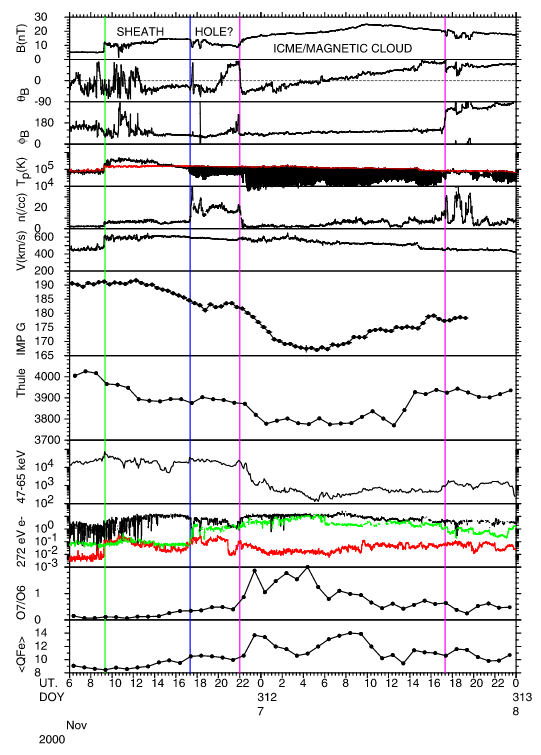 SHEATH HOLE?
ICME/MAGNETIC CLOUD
B(nT) 30 20 10 0
θB 0 -90
ϕB 180 0
Tp(K) 10^5 10^4
n(/cc) 20 0
V(km/s) 600 400 200
IMP G 190 185 180 175 170 165
Thule 4000 3900 3800 3700
47-65 keV 10^4 10^3 10^2
272 eV e- 10^0 10^-1 10^-2 10^-3
O7/O6 1 0
<QFe> 14 12 10 8
UT. 6 8 10 12 14 16 18 20 22 0 2 4 6 8 10 12 14 16 18 20 22 0
DOY 312 313
7 8
Nov
2000